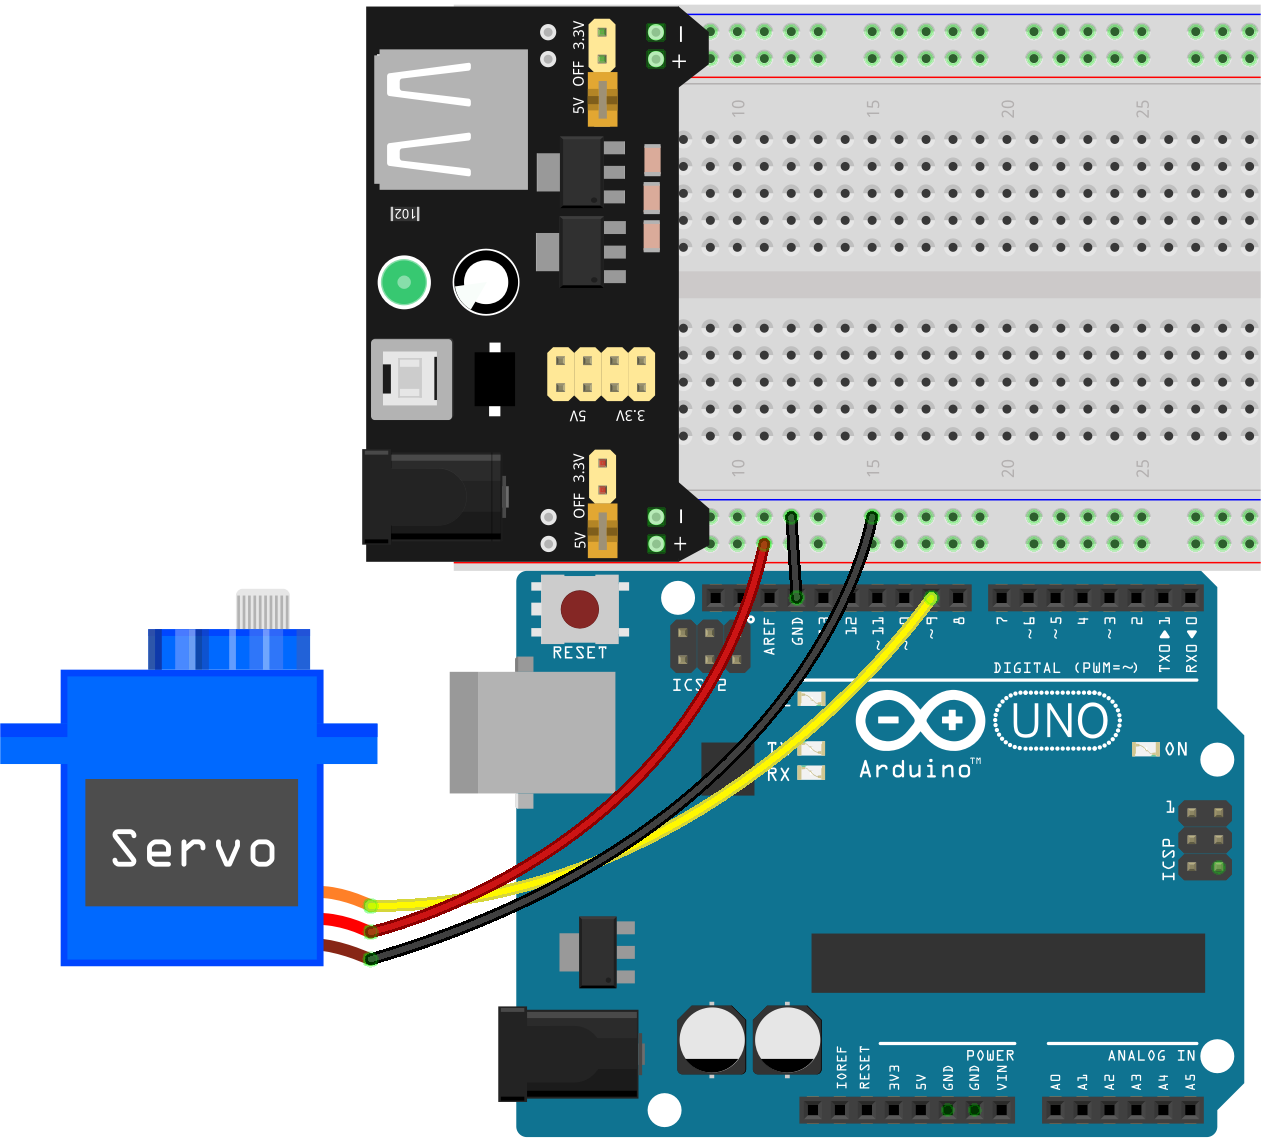 3.3V
OFF
5V
−
+
10
15
20
25
102
5V
3.3V
10
15
20
25
3.3V
OFF
5V
−
+
RESET
ICSP2
AREF
GND
12
~11
~9
8
7
~6
~5
4
~3
2
TX0▶1
RX0◀0
DIGITAL (PWM=~)
L
TX
RX
Arduino™
UNO
ON
1
ICSP
Servo
IOREF
RESET
3V3
5V
GND
GND
VIN
POWER
ANALOG IN
A0
A1
A2
A3
A4
A5